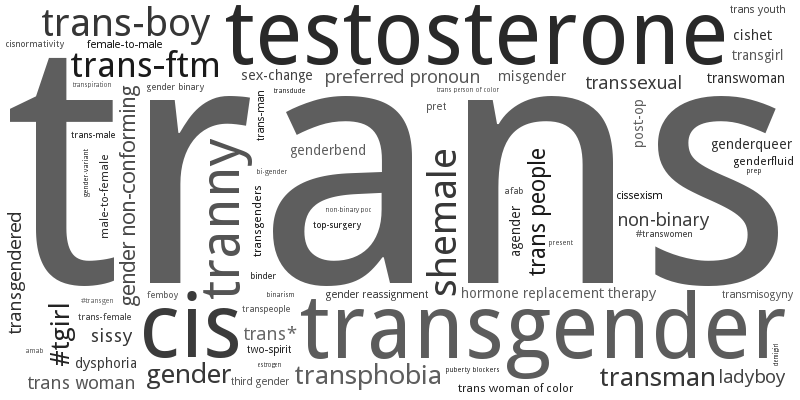 trans-boy
testosterone
trans youth
cisnormativity
female-to-male
cishet
trans-ftm
transgirl
sex-change
preferred pronoun
misgender
transsexual
transwoman
transpiration
gender binary
transdude
trans person of color
trans
pret
post-op
trans-man
trans-male
genderbend
genderqueer
genderfluid
prep
gender-variant
male-to-female
gender non-conforming
tranny
bi-gender
transgenders
shemale
afab
agender
trans people
cissexism
non-binary poc
top-surgery
non-binary
#transwomen
present
transgendered
binder
#transgen
femboy
binarism
gender reassignment
hormone replacement therapy
transmisogyny
trans-female
#tgirl
sissy
cis
transpeople
trans*
transgender
two-spirit
amab
dysphoria
estrogen
puberty blockers
demigirl
trans woman
gender
third gender
transphobia
trans woman of color
transman
ladyboy